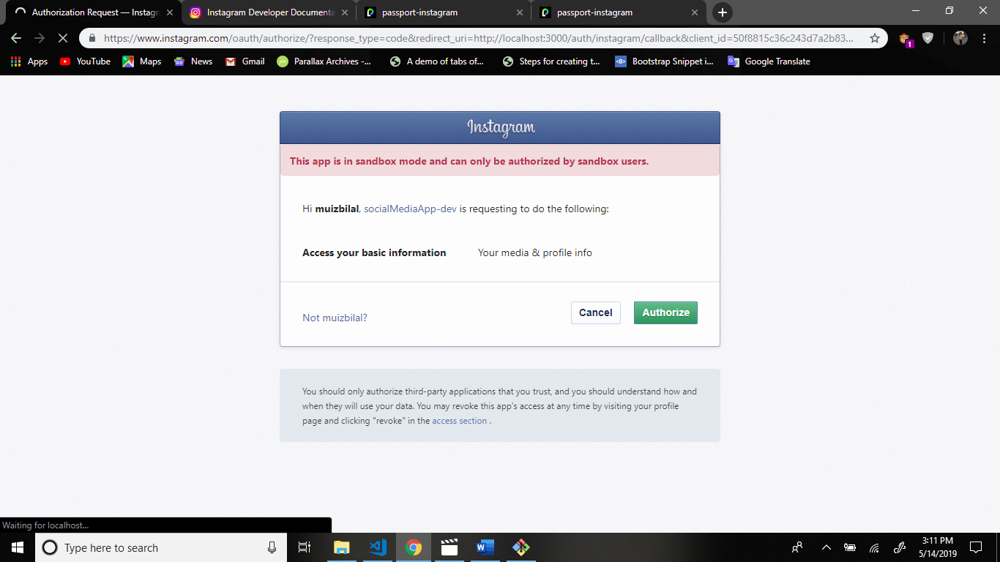 Authorization Request — Instagr
Instagram Developer Documenta
passport-instagram
passport-instagram
https://www.instagram.com/oauth/authorize/?response_type=code&redirect_uri=http://localhost:3000/auth/instagram/callback&client_id=50f8815c36c243d7a2b83...
1
Apps
YouTube
Maps
News
Gmail
Parallax Archives -...
A demo of tabs of...
Steps for creating t...
Bootstrap Snippet i...
Google Translate
Instagram
This app is in sandbox mode and can only be authorized by sandbox users.
Hi muizbilal, socialMediaApp-dev is requesting to do the following:
Access your basic information Your media & profile info
Not muizbilal?
Cancel
Authorize
You should only authorize third-party applications that you trust, and you should understand how and
when they will use your data. You may revoke this app's access at any time by visiting your profile
page and clicking "revoke" in the access section .
Waiting for localhost...
Type here to search
3:11 PM
5/14/2019